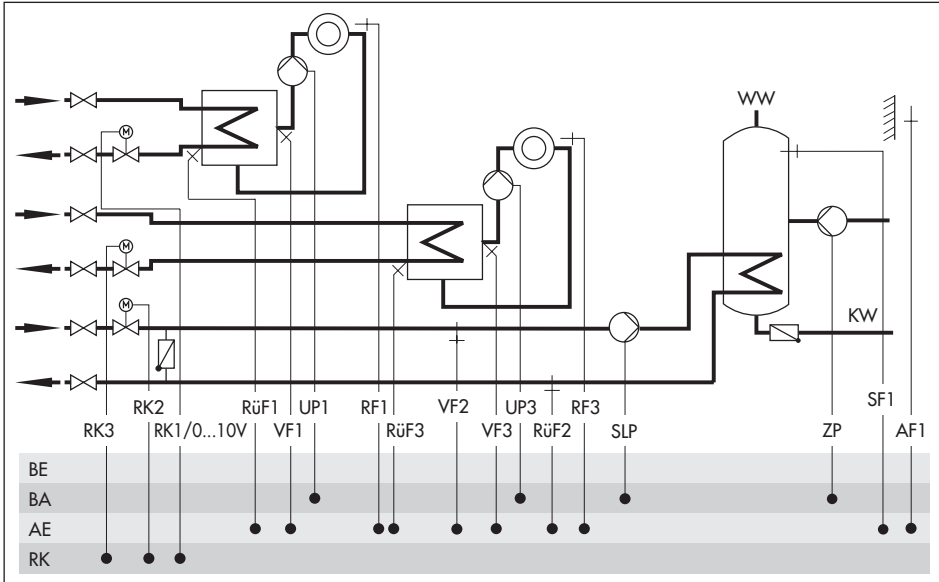 M
WW
M
M
KW
RK2 RüF1 UP1 RF1 VF2 UP3 RF3 SF1
RK3 RK1/0...10V VF1 RüF3 VF3 RüF2 SLP ZP AF1
BE
BA
AE
RK